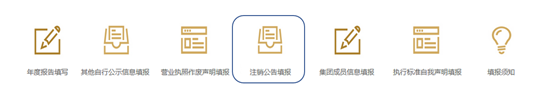 年度报告填写
其他自行公示信息填报
营业执照作废声明填报
注销公告填报
集团成员信息填报
执行标准自我声明填报
填报须知